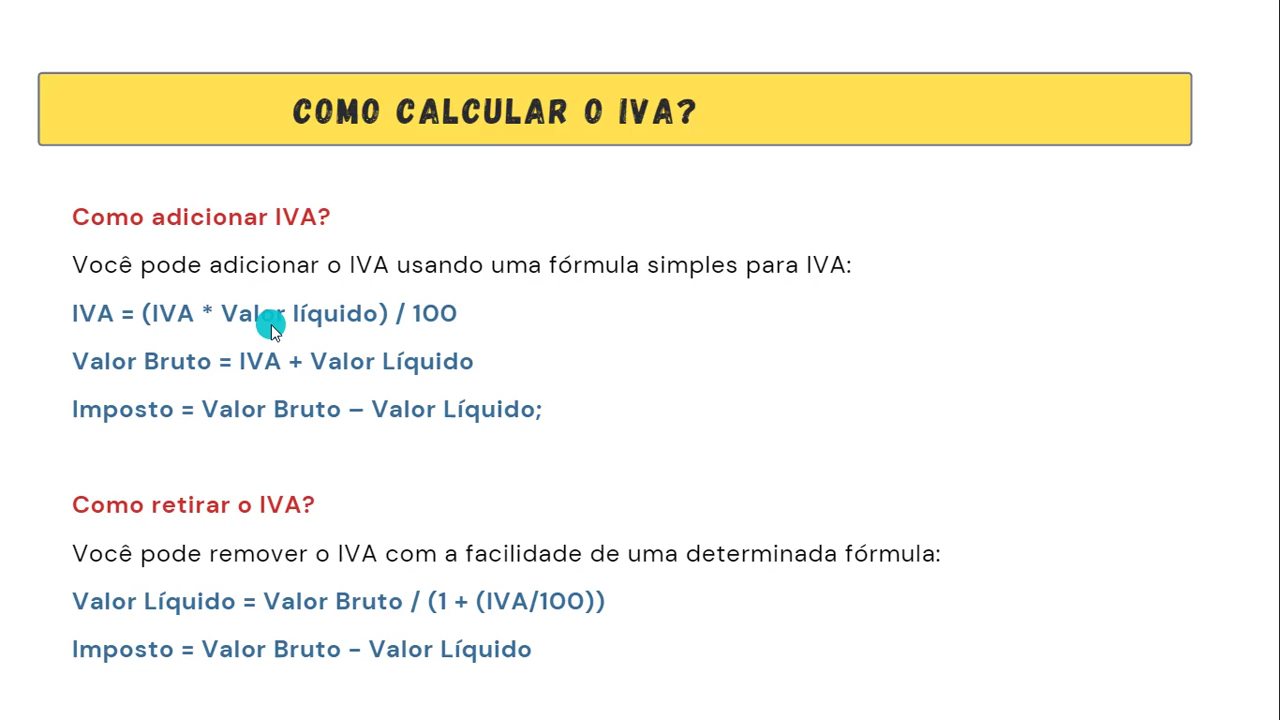 COMO CALCULAR O IVA?
Como adicionar IVA?
Você pode adicionar o IVA usando uma fórmula simples para IVA:
IVA = (IVA * Valor líquido) / 100
Valor Bruto = IVA + Valor Líquido
Imposto = Valor Bruto – Valor Líquido;
Como retirar o IVA?
Você pode remover o IVA com a facilidade de uma determinada fórmula:
Valor Líquido = Valor Bruto / (1 + (IVA/100))
Imposto = Valor Bruto - Valor Líquido